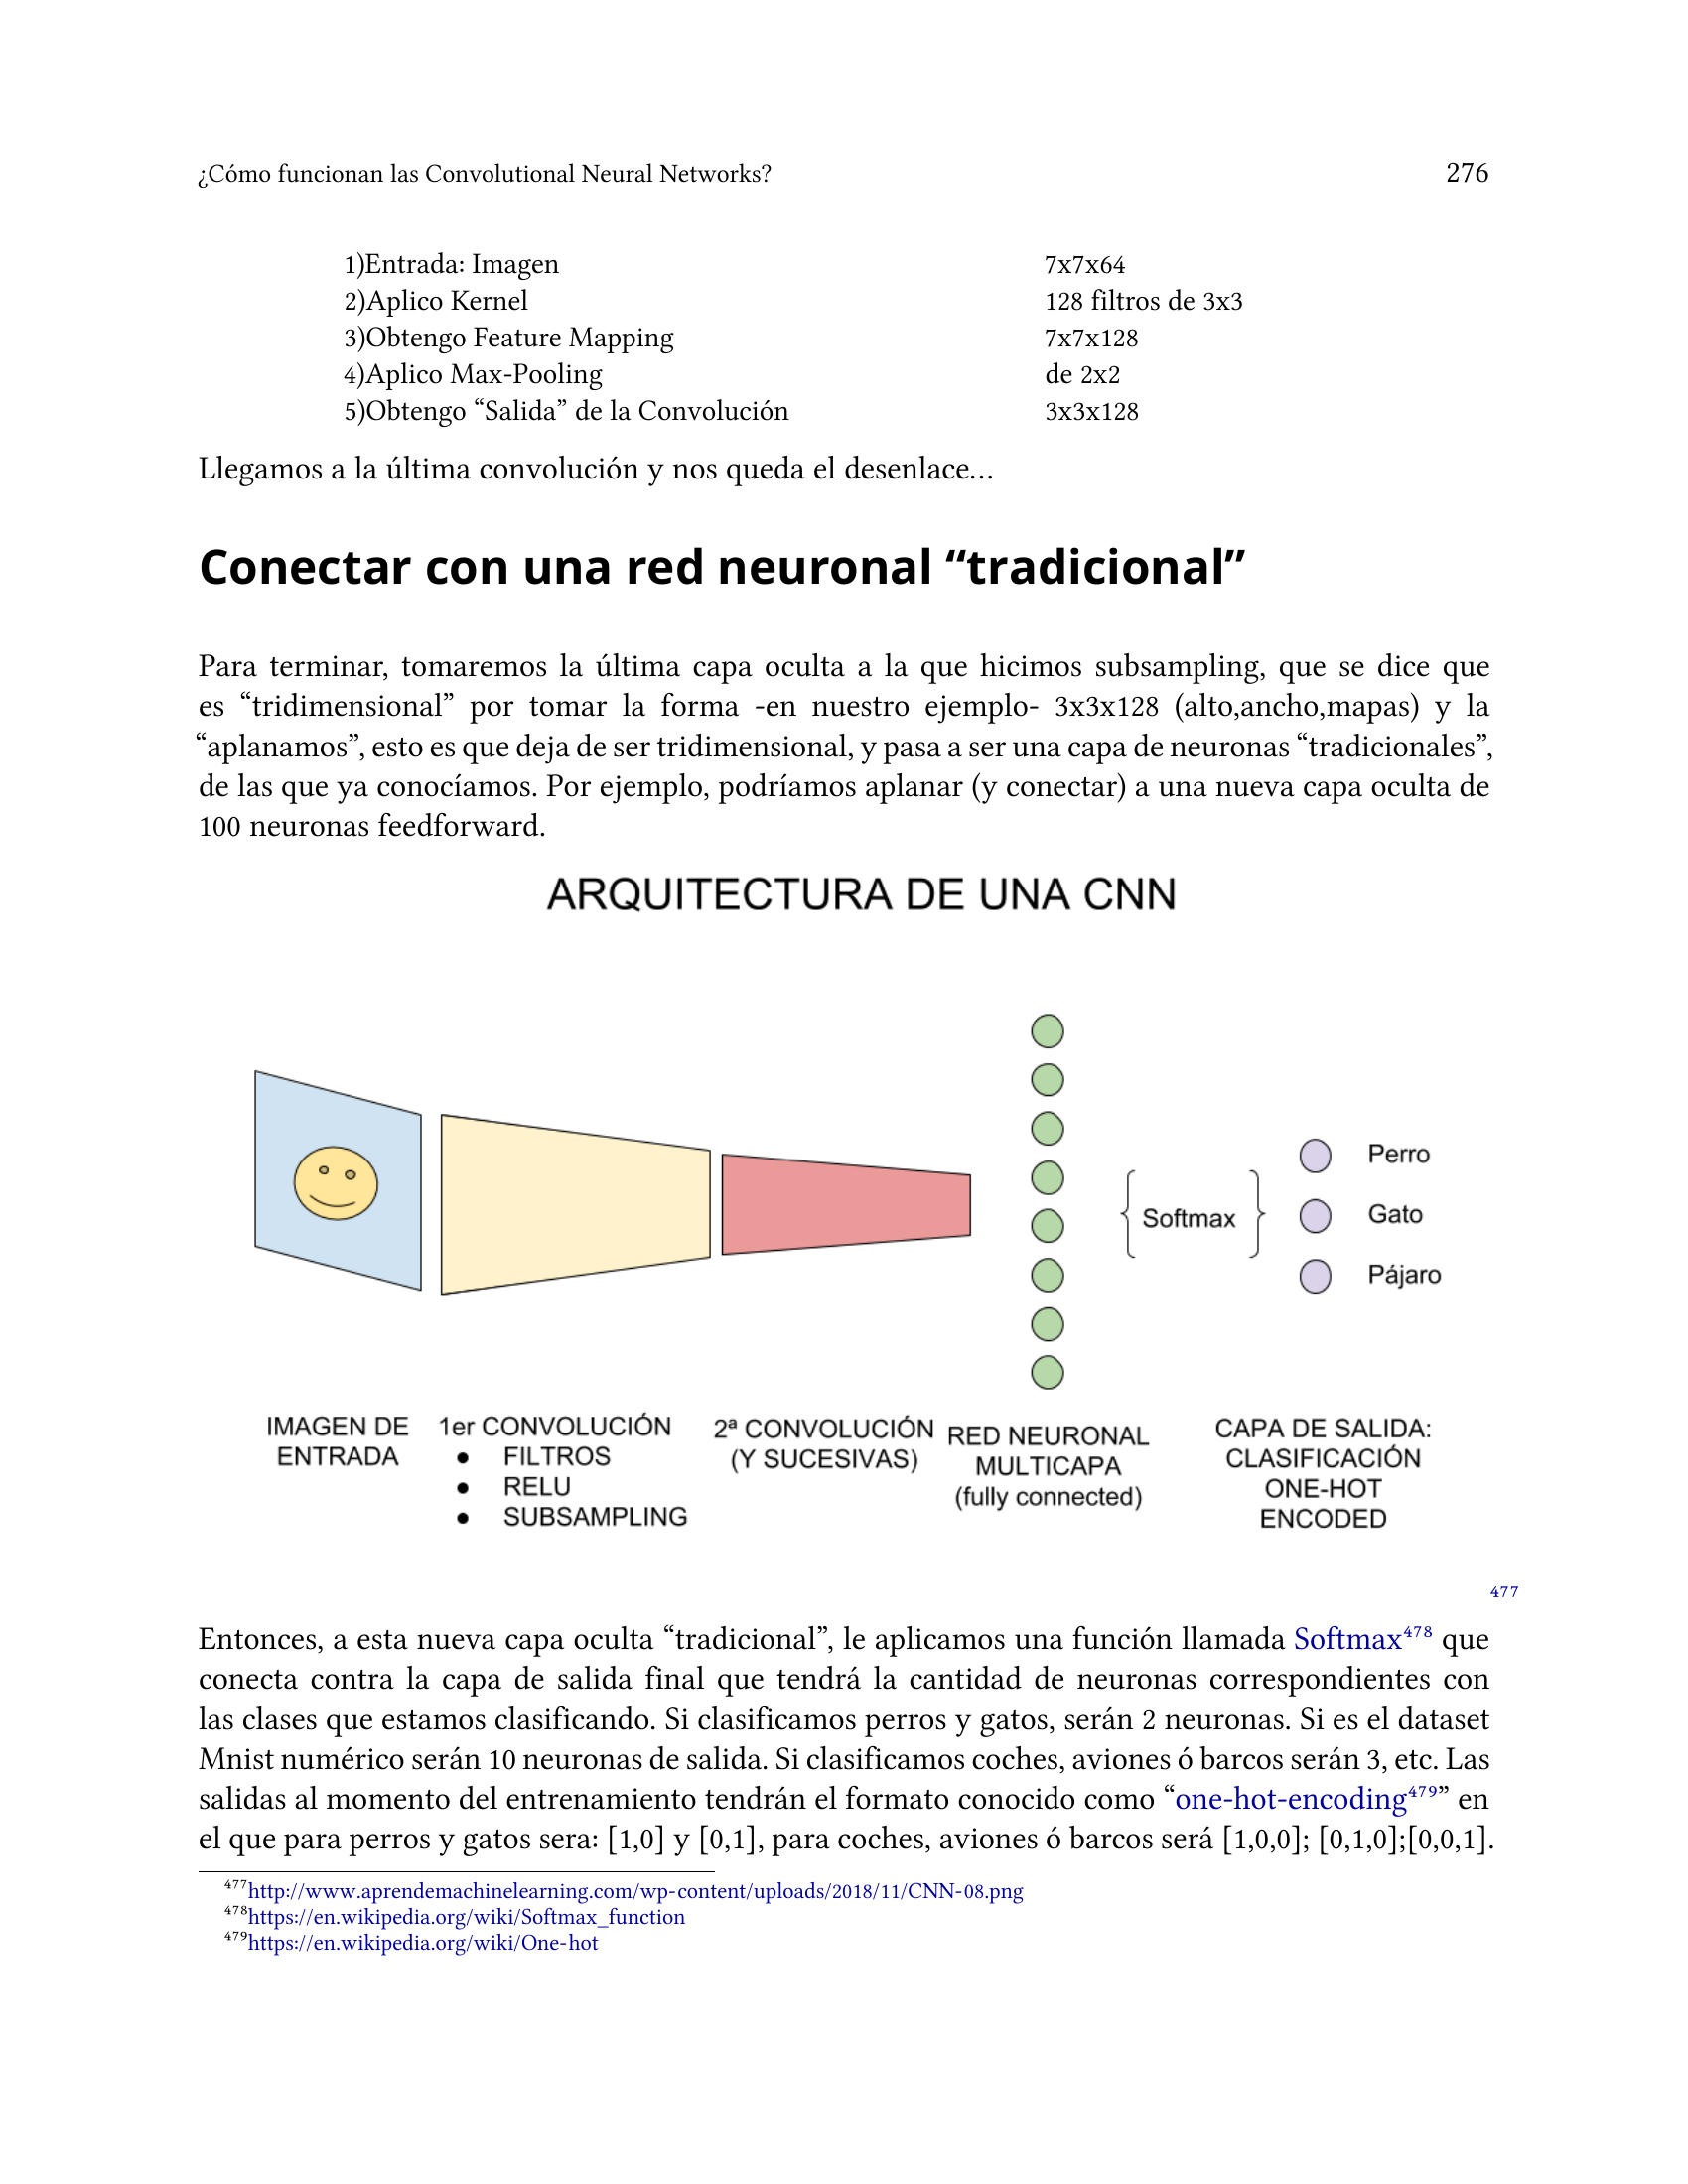 ¿Cómo funcionan las Convolutional Neural Networks? 276
1)Entrada: Imagen 7x7x64
2)Aplico Kernel 128 filtros de 3x3
3)Obtengo Feature Mapping 7x7x128
4)Aplico Max-Pooling de 2x2
5)Obtengo “Salida” de la Convolución 3x3x128
Llegamos a la última convolución y nos queda el desenlace…
Conectar con una red neuronal “tradicional”
Para terminar, tomaremos la última capa oculta a la que hicimos subsampling, que se dice que
es “tridimensional” por tomar la forma -en nuestro ejemplo- 3x3x128 (alto,ancho,mapas) y la
“aplanamos”, esto es que deja de ser tridimensional, y pasa a ser una capa de neuronas “tradicionales”,
de las que ya conocíamos. Por ejemplo, podríamos aplanar (y conectar) a una nueva capa oculta de
100 neuronas feedforward.
ARQUITECTURA DE UNA CNN
Perro
Softmax
Gato
Pájaro
IMAGEN DE
ENTRADA
1er CONVOLUCIÓN
● FILTROS
● RELU
● SUBSAMPLING
2ª CONVOLUCIÓN
(Y SUCESIVAS)
RED NEURONAL
MULTICAPA
(fully connected)
CAPA DE SALIDA:
CLASIFICACIÓN
ONE-HOT
ENCODED
477
Entonces, a esta nueva capa oculta “tradicional”, le aplicamos una función llamada Softmax478 que
conecta contra la capa de salida final que tendrá la cantidad de neuronas correspondientes con
las clases que estamos clasificando. Si clasificamos perros y gatos, serán 2 neuronas. Si es el dataset
Mnist numérico serán 10 neuronas de salida. Si clasificamos coches, aviones ó barcos serán 3, etc. Las
salidas al momento del entrenamiento tendrán el formato conocido como “one-hot-encoding479” en
el que para perros y gatos sera: [1,0] y [0,1], para coches, aviones ó barcos será [1,0,0]; [0,1,0];[0,0,1].
477http://www.aprendemachinelearning.com/wp-content/uploads/2018/11/CNN-08.png
478https://en.wikipedia.org/wiki/Softmax_function
479https://en.wikipedia.org/wiki/One-hot